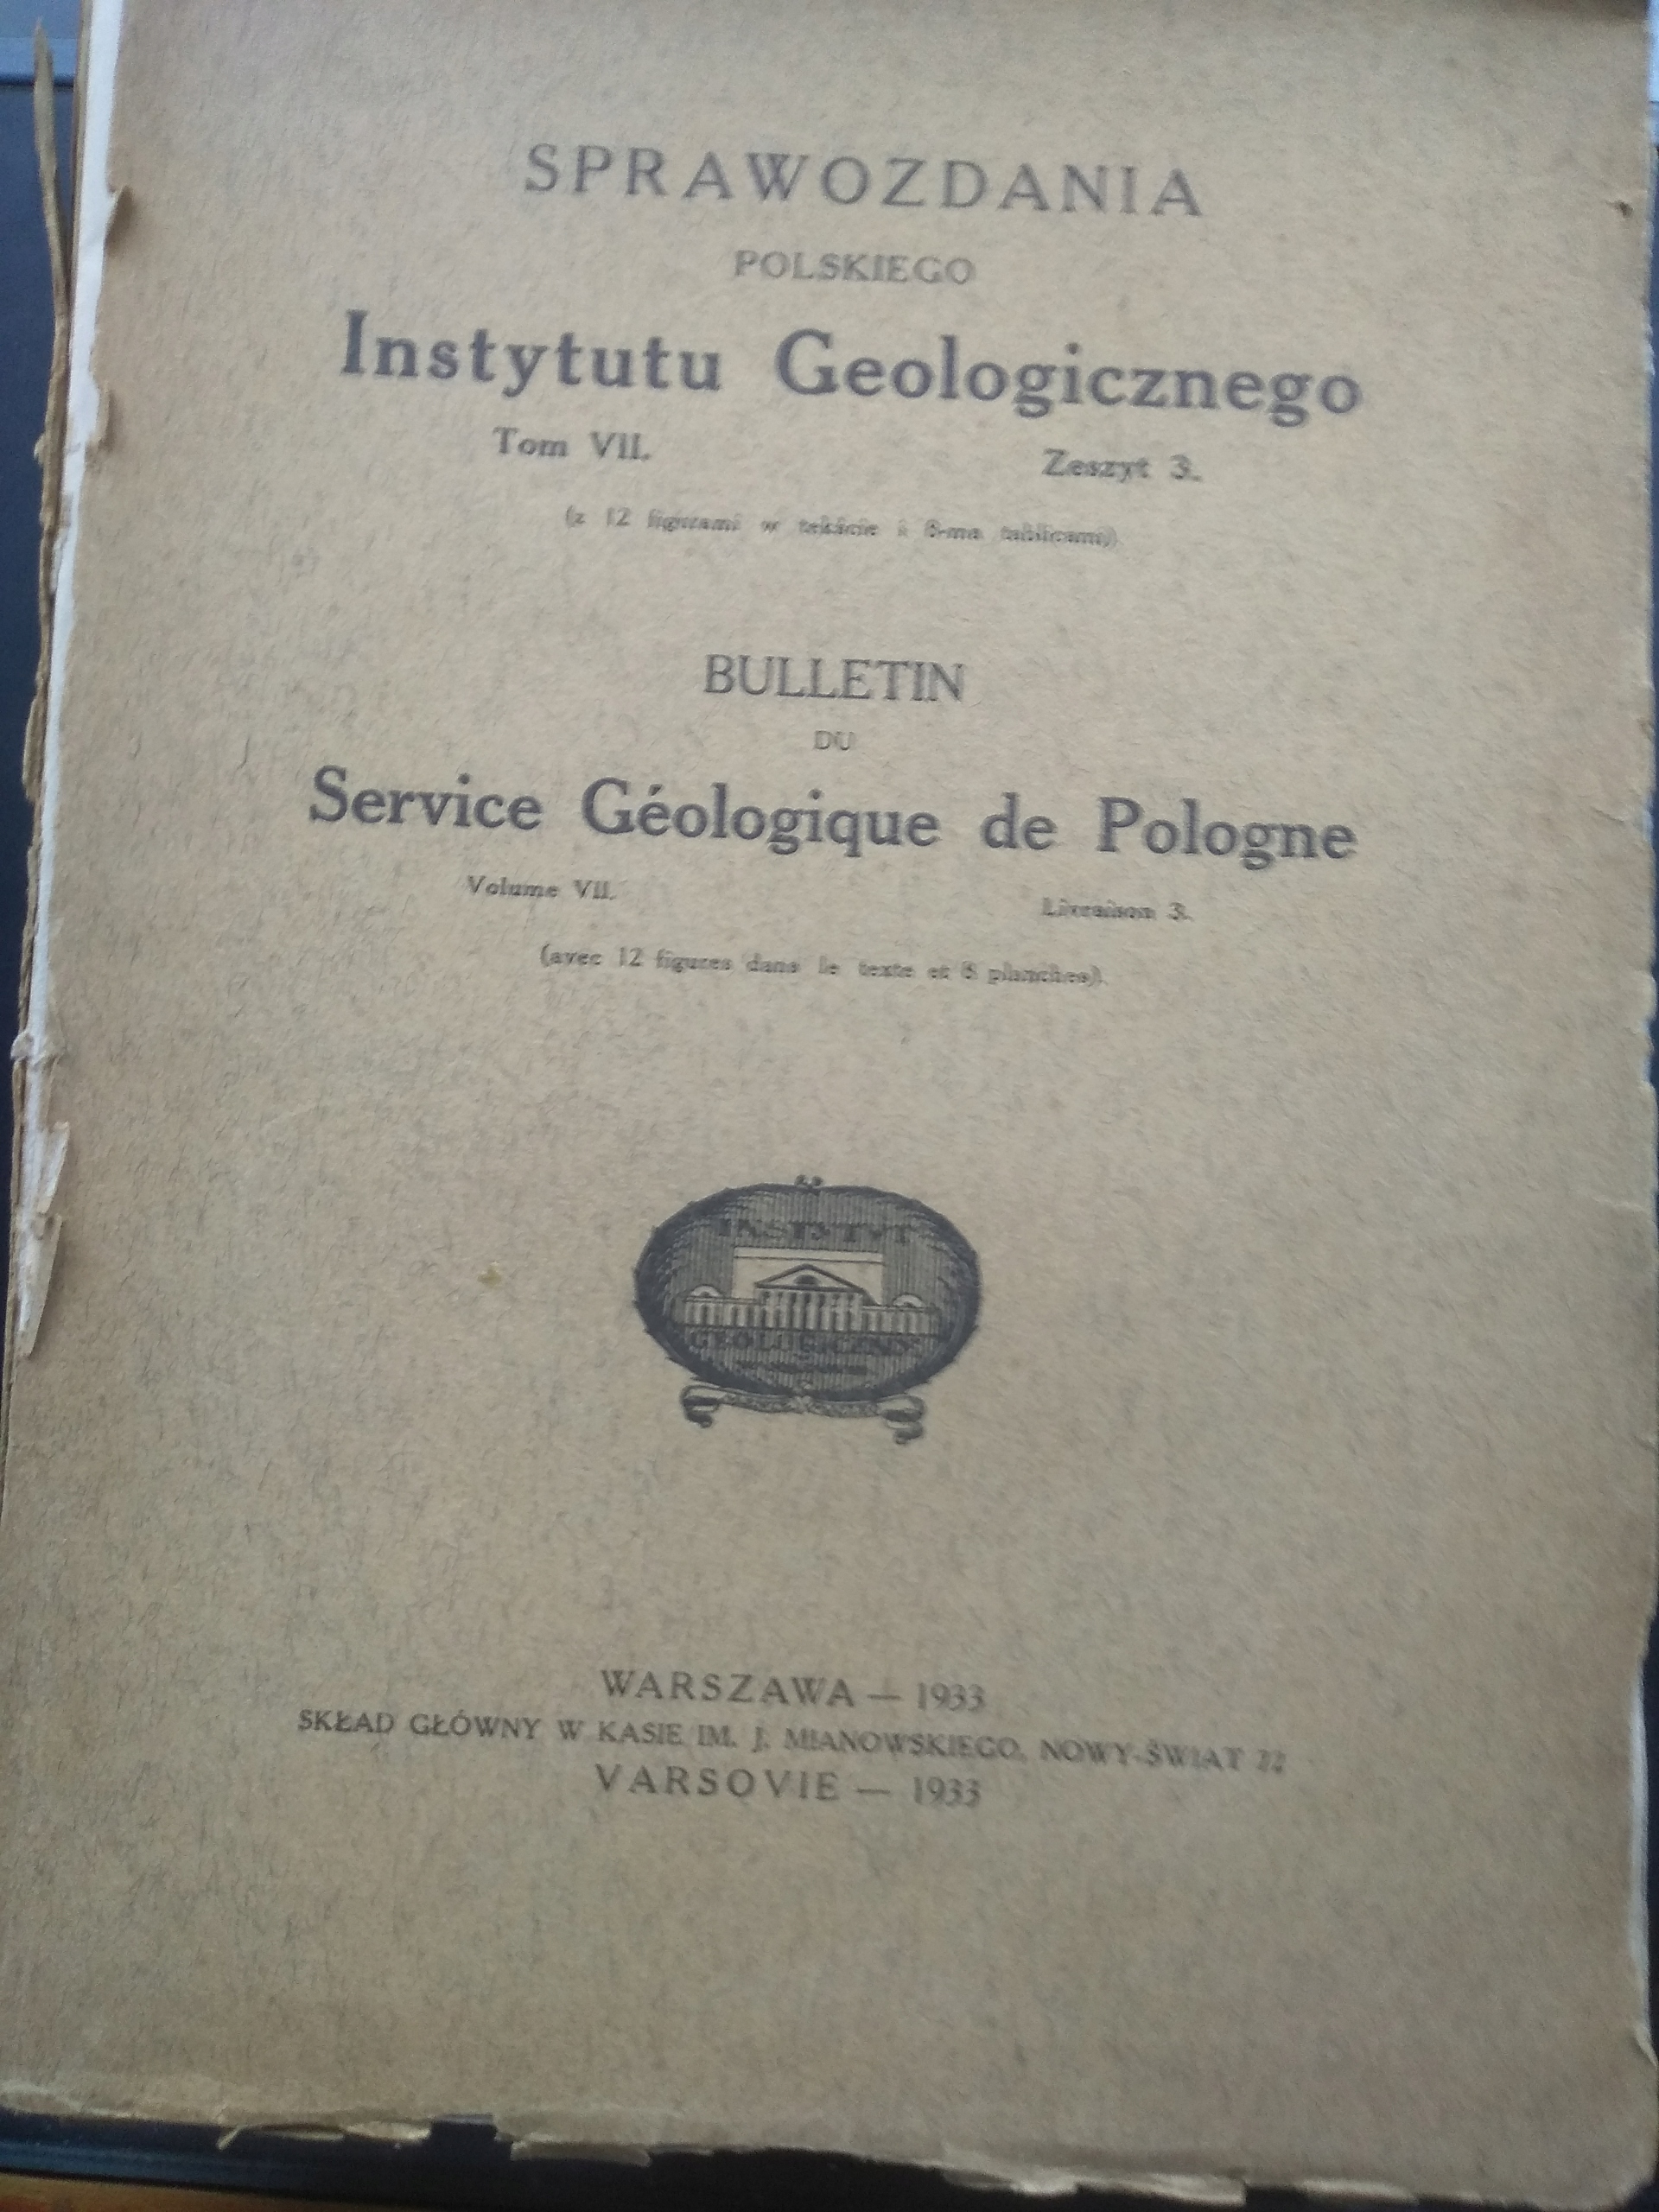 SPRAWOZDANIA
POLSKIEGO
Instytutu Geologicznego
Tom VII. Zeszyt 3.
(z 12 figurami w tekście i 8-ma tablicami)
BULLETIN
DU
Service Géologique de Pologne
Volume VII. Livraison 3.
(avec 12 figures dans le texte et 8 planches).
INSTYTVT
GEOLOGICZNY
WARSZAWA — 1933
SKŁAD GŁÓWNY W KASIE IM. J. MIANOWSKIEGO, NOWY-ŚWIAT 72
VARSOVIE — 1933